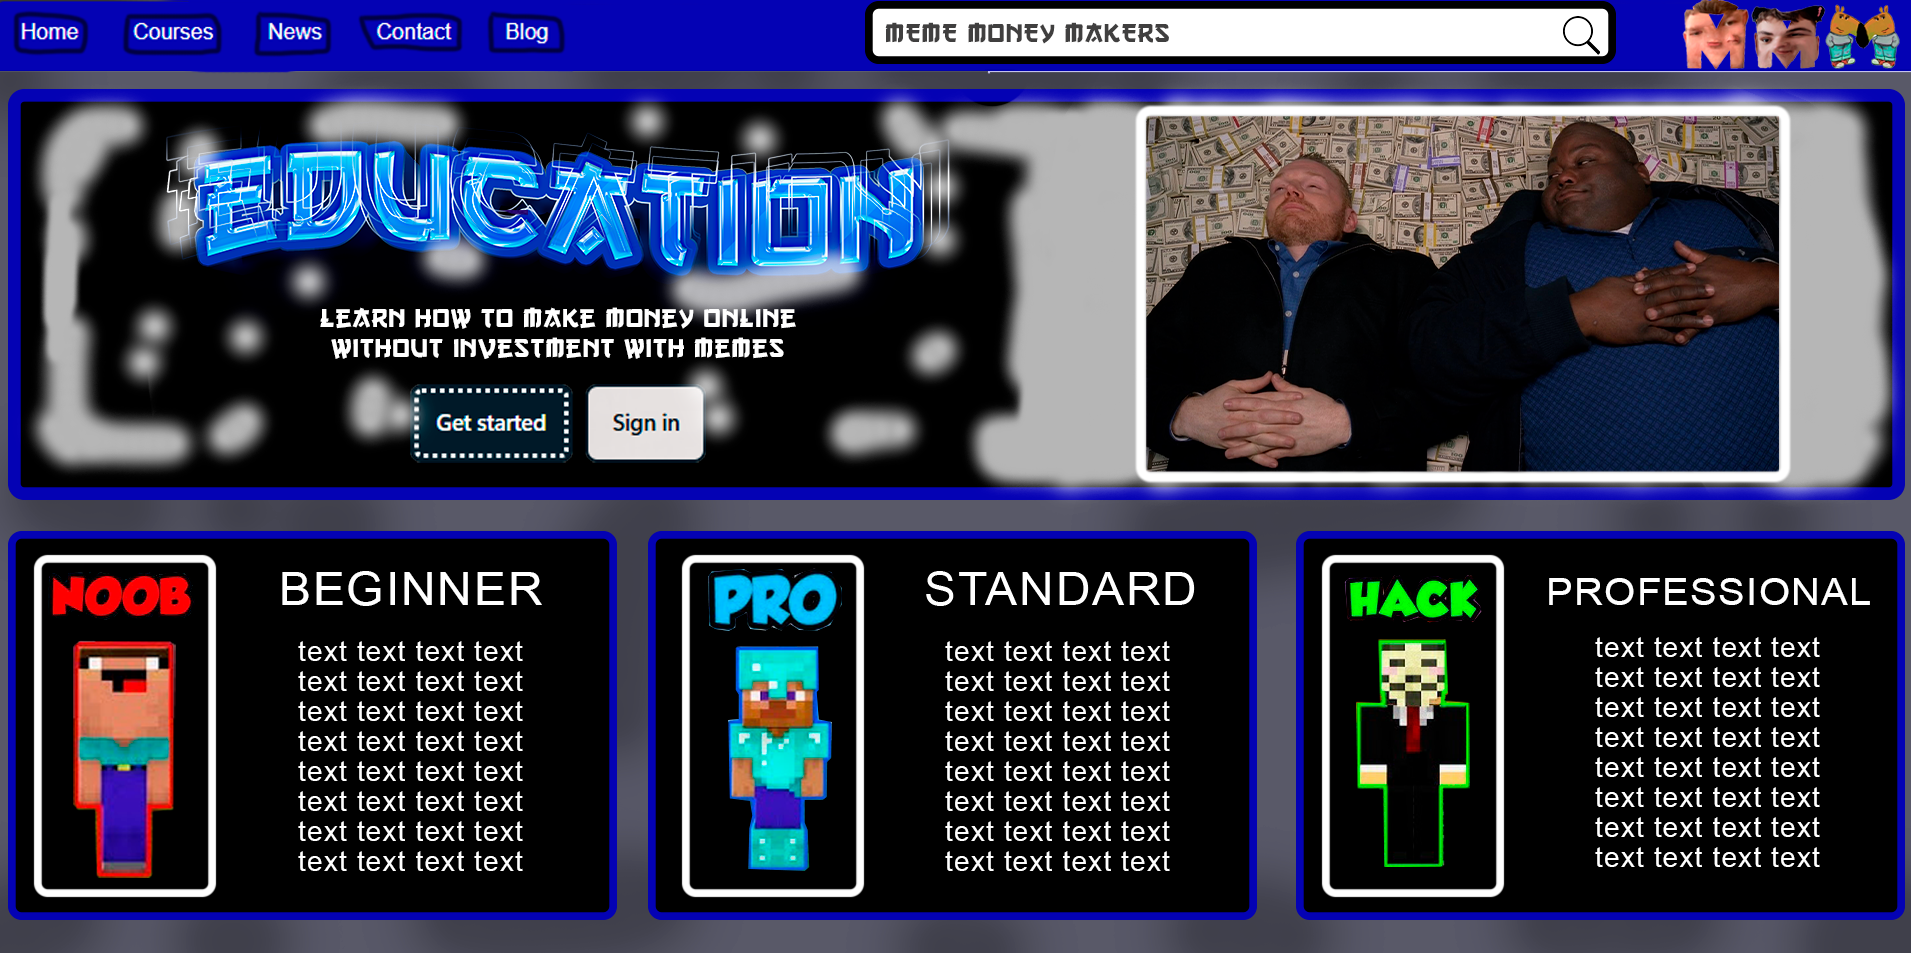 Home
Courses
News
Contact
Blog
MEME MONEY MAKERS
MMM
EDUCATION
LEARN HOW TO MAKE MONEY ONLINE
WITHOUT INVESTMENT WITH MEMES
Get started
Sign in
NOOB
BEGINNER
text text text text
text text text text
text text text text
text text text text
text text text text
text text text text
text text text text
text text text text
PRO
STANDARD
text text text text
text text text text
text text text text
text text text text
text text text text
text text text text
text text text text
text text text text
HACK
PROFESSIONAL
text text text text
text text text text
text text text text
text text text text
text text text text
text text text text
text text text text
text text text text